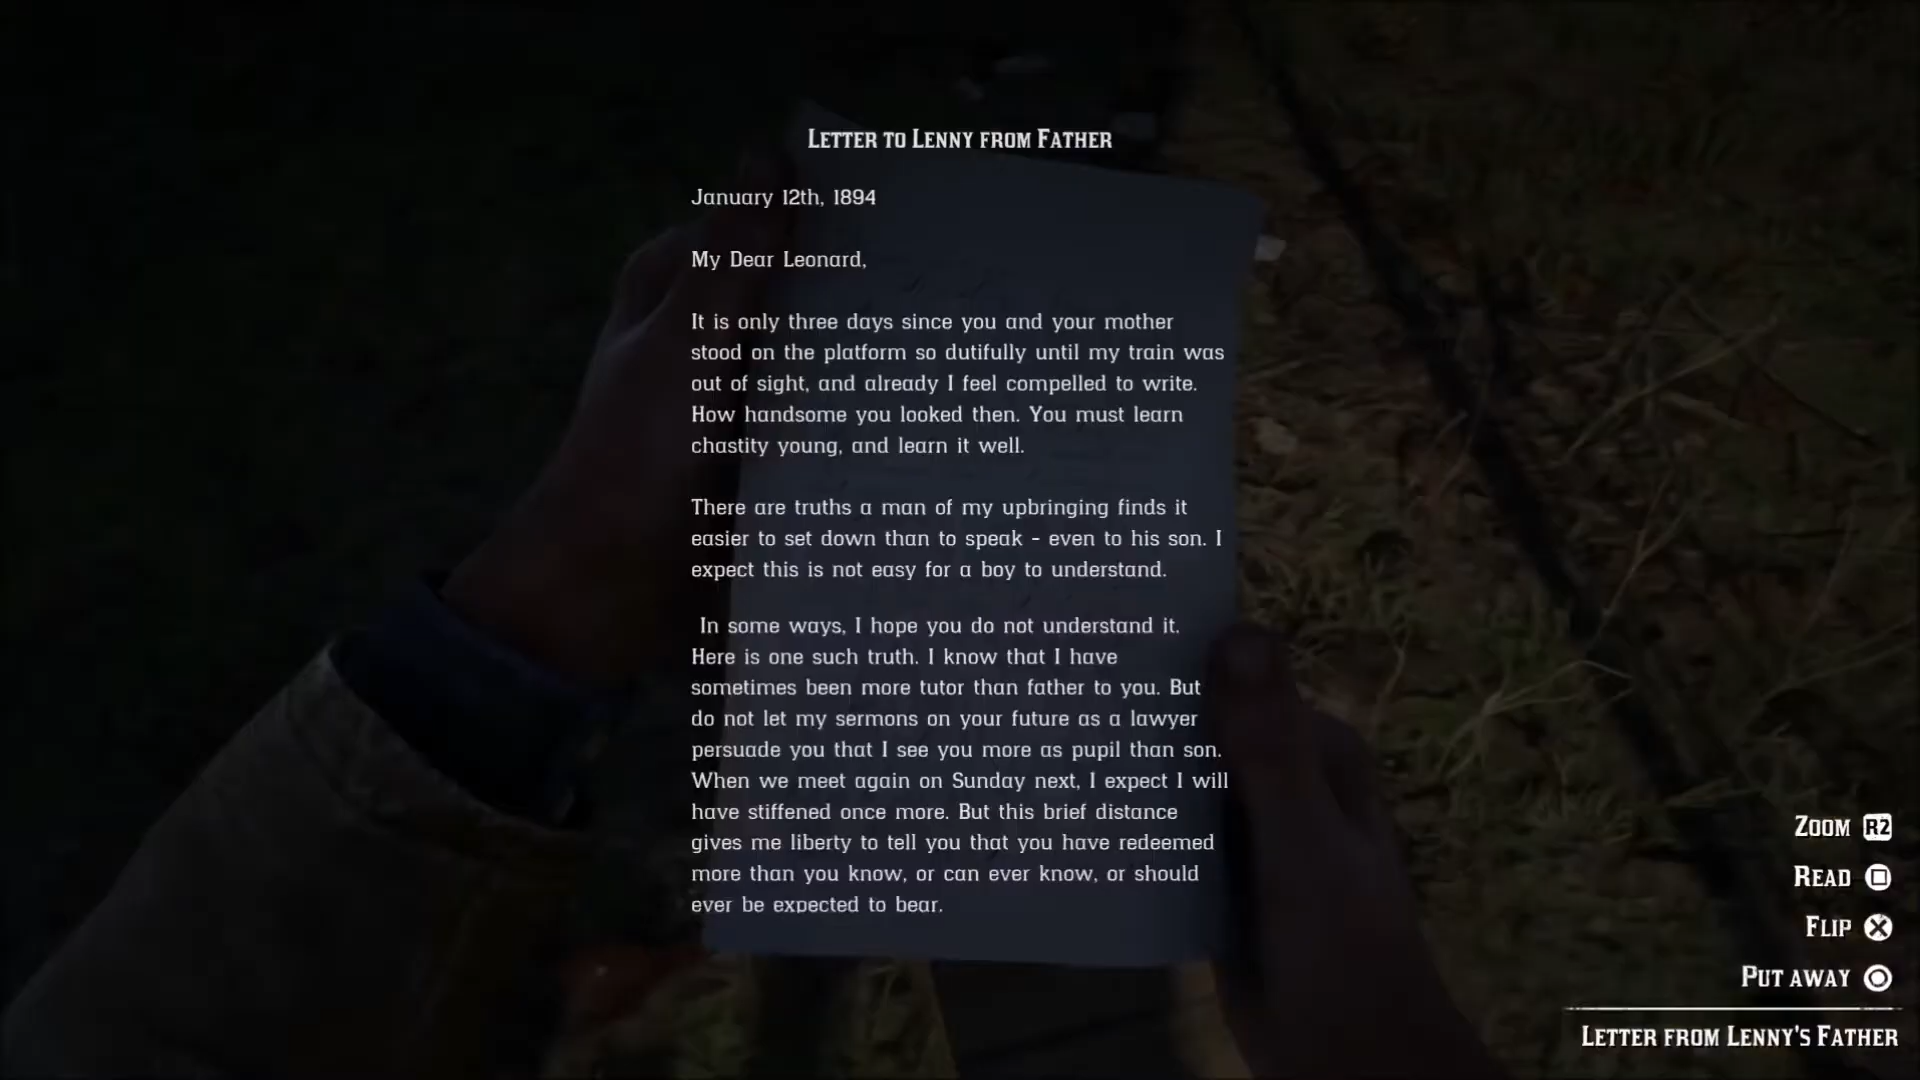 LETTER TO LENNY FROM FATHER
January 12th, 1894
My Dear Leonard,
It is only three days since you and your mother
stood on the platform so dutifully until my train was
out of sight, and already I feel compelled to write.
How handsome you looked then. You must learn
chastity young, and learn it well.
There are truths a man of my upbringing finds it
easier to set down than to speak - even to his son. I
expect this is not easy for a boy to understand.
In some ways, I hope you do not understand it.
Here is one such truth. I know that I have
sometimes been more tutor than father to you. But
do not let my sermons on your future as a lawyer
persuade you that I see you more as pupil than son.
When we meet again on Sunday next, I expect I will
have stiffened once more. But this brief distance
gives me liberty to tell you that you have redeemed
more than you know, or can ever know, or should
ever be expected to bear.
ZOOM R2
READ
FLIP
PUT AWAY
LETTER FROM LENNY'S FATHER